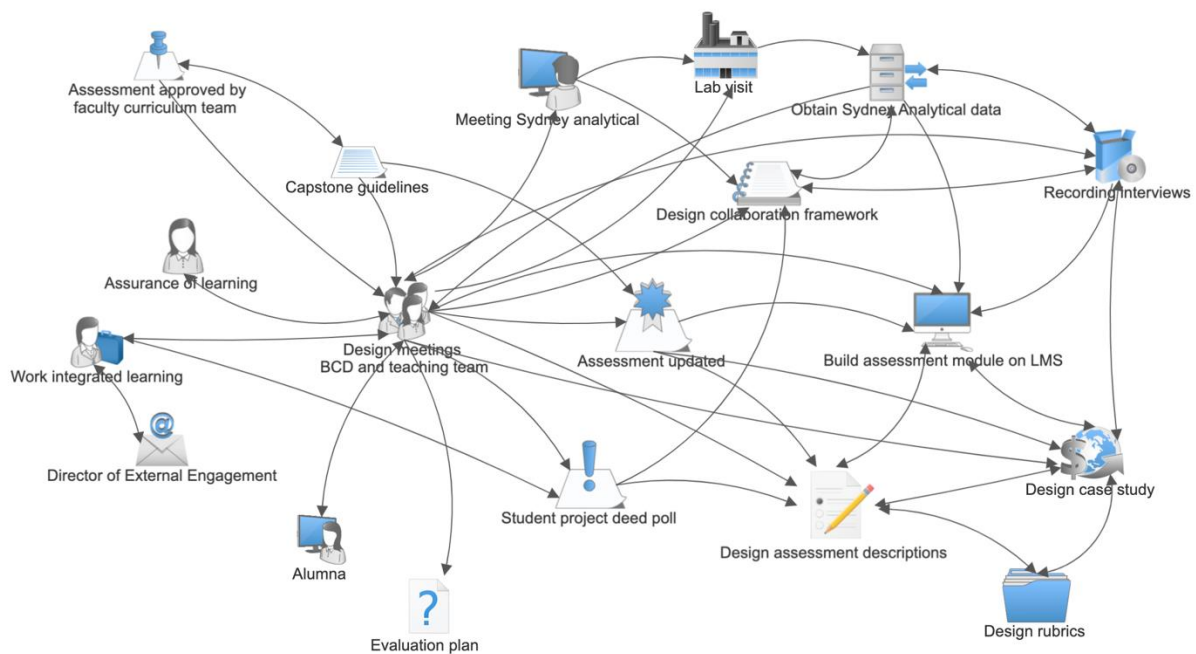 Assessment approved by
faculty curriculum team
Meeting Sydney analytical
Lab visit
Obtain Sydney Analytical data
Capstone guidelines
Design collaboration framework
Recording interviews
Assurance of learning
Design meetings
BCD and teaching team
Assessment updated
Build assessment module on LMS
Work integrated learning
@
Director of External Engagement
Student project deed poll
Design assessment descriptions
$
Design case study
Alumna
?
Evaluation plan
Design rubrics